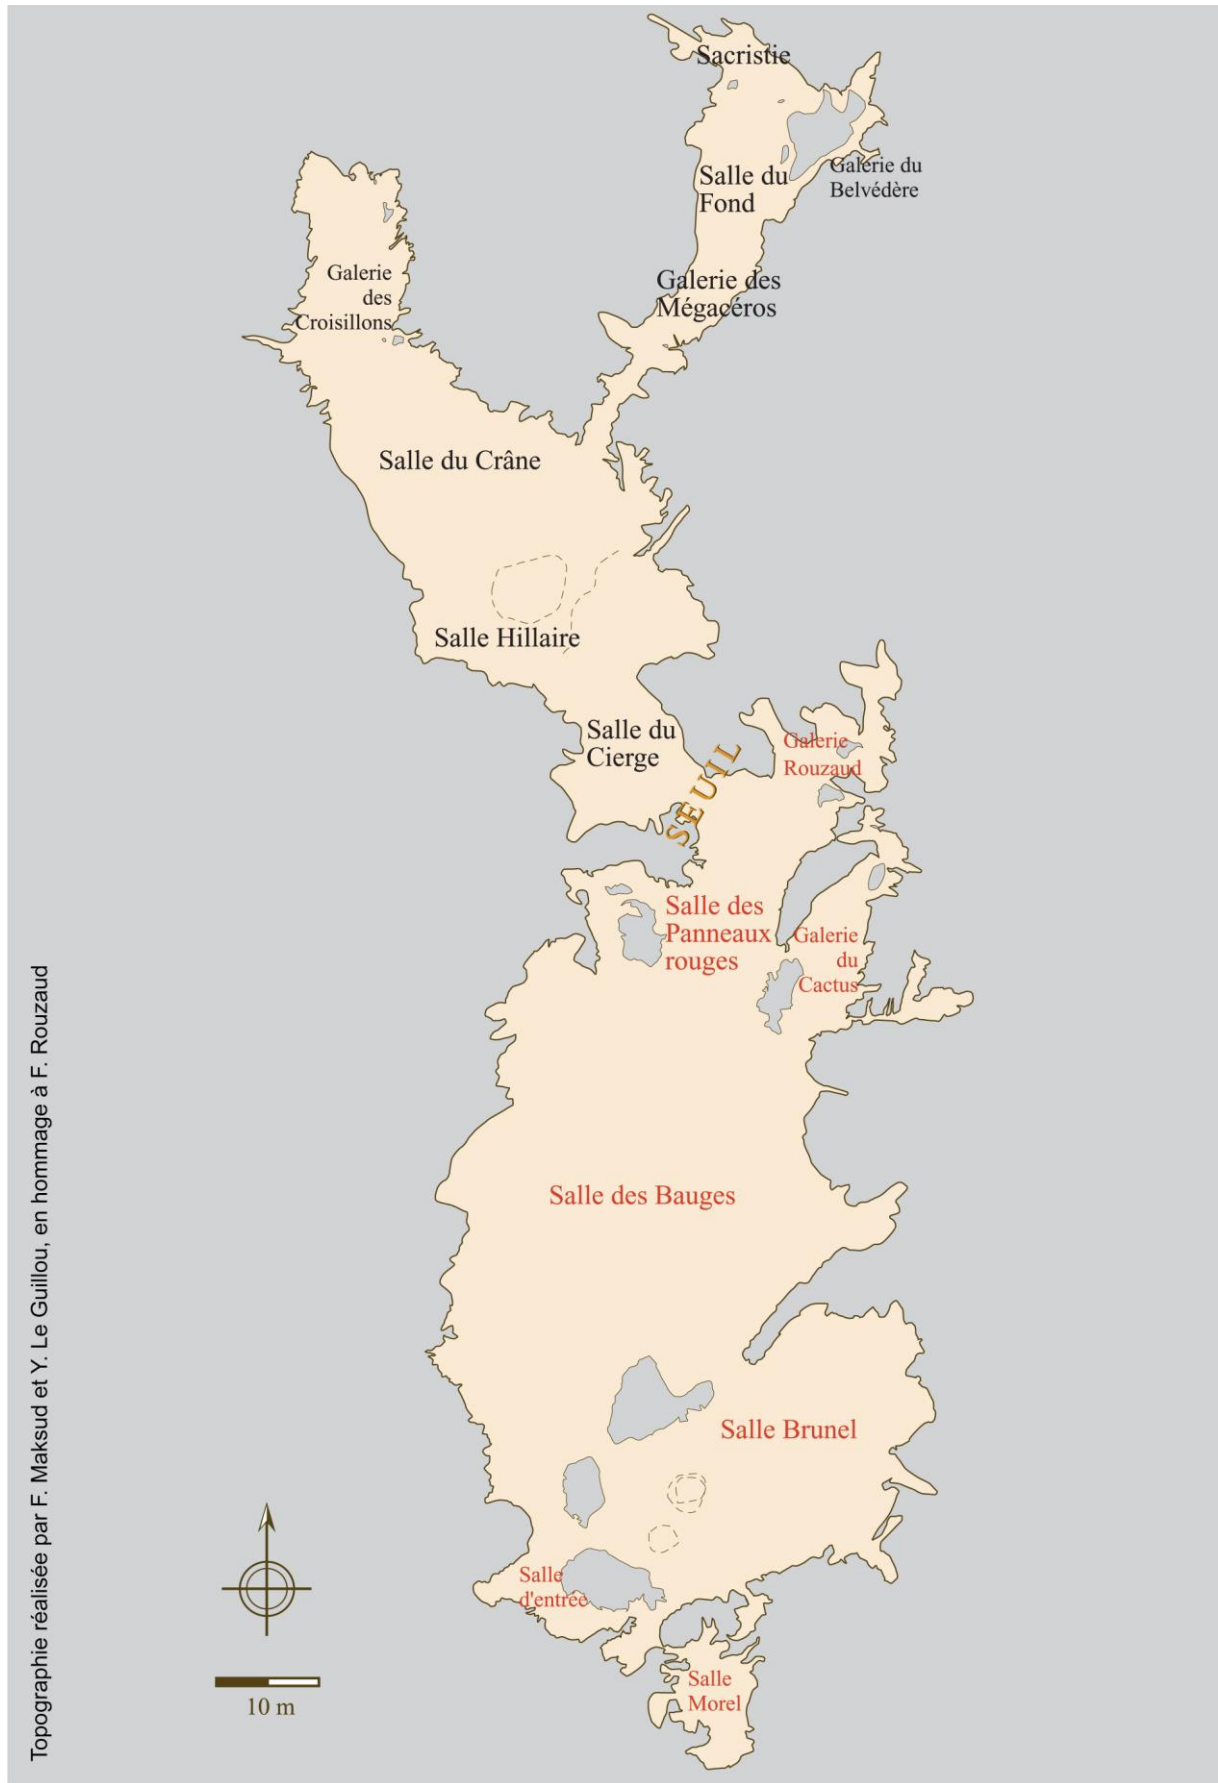 Sacristie
Galerie du
Belvédère
Salle du
Fond
Galerie
des
Croisillons
Galerie des
Mégacéros
Salle du Crâne
Salle Hillaire
Salle du
Cierge
SEUIL
Galerie
Rouzaud
Salle des
Panneaux
rouges
Galerie
du
Cactus
Salle des Bauges
Salle Brunel
Salle
d'entrée
Salle
Morel
10 m
Topographie réalisée par F. Maksud et Y. Le Guillou, en hommage à F. Rouzaud